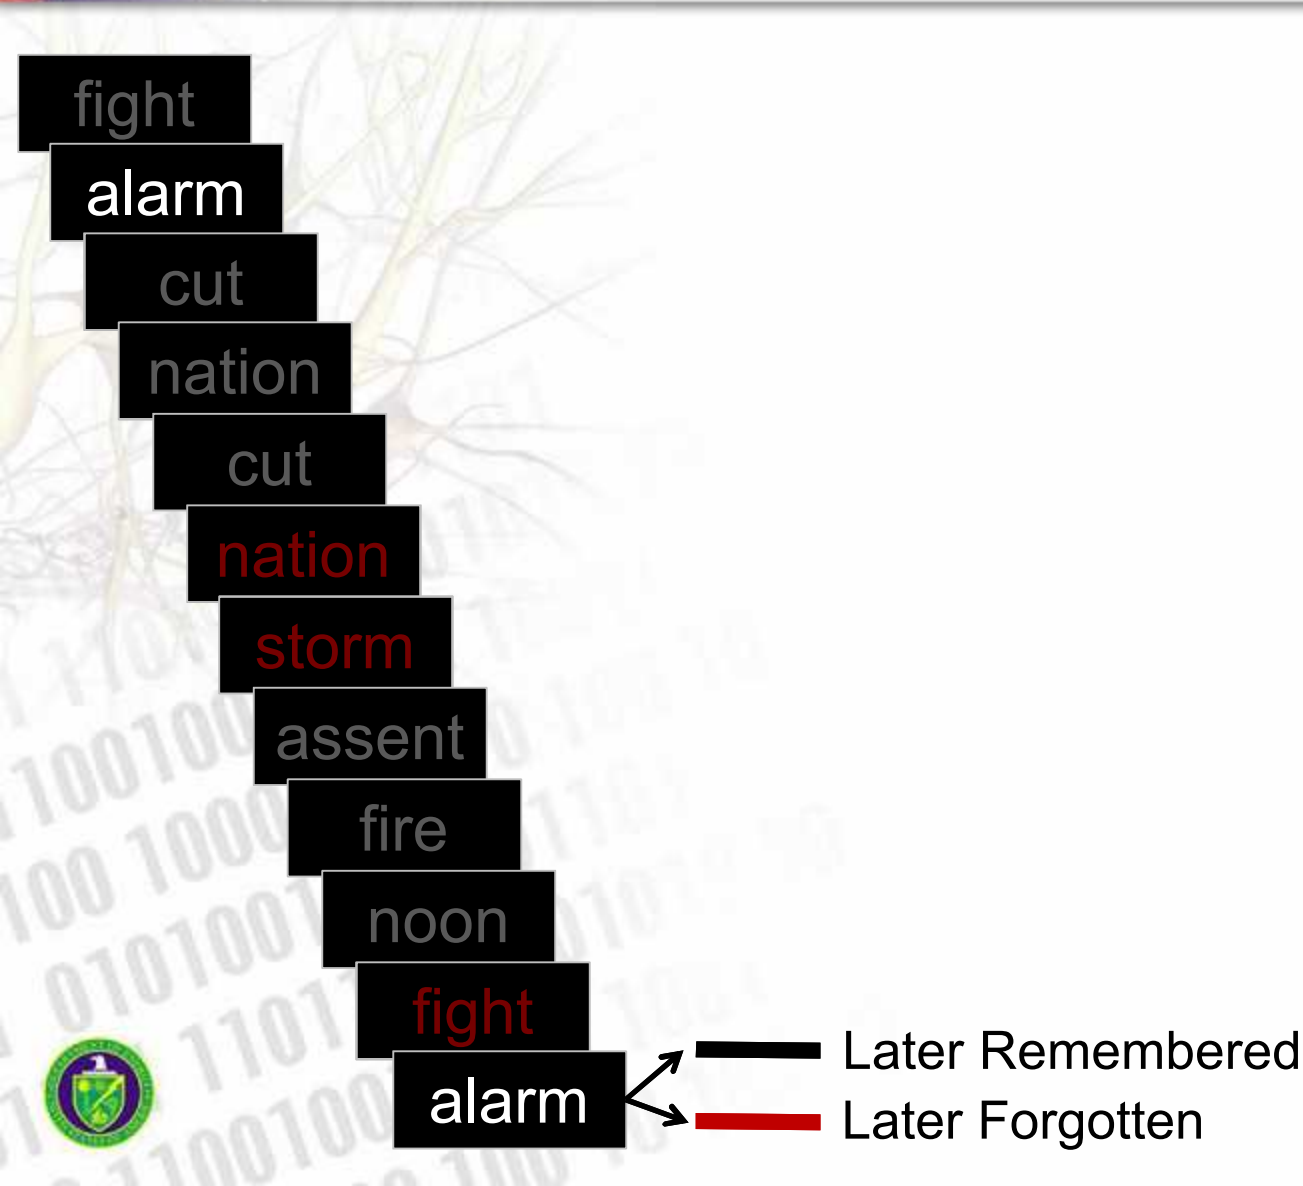 fight
alarm
cut
nation
cut
nation
storm
assent
fire
noon
fight
alarm
Later Remembered
Later Forgotten